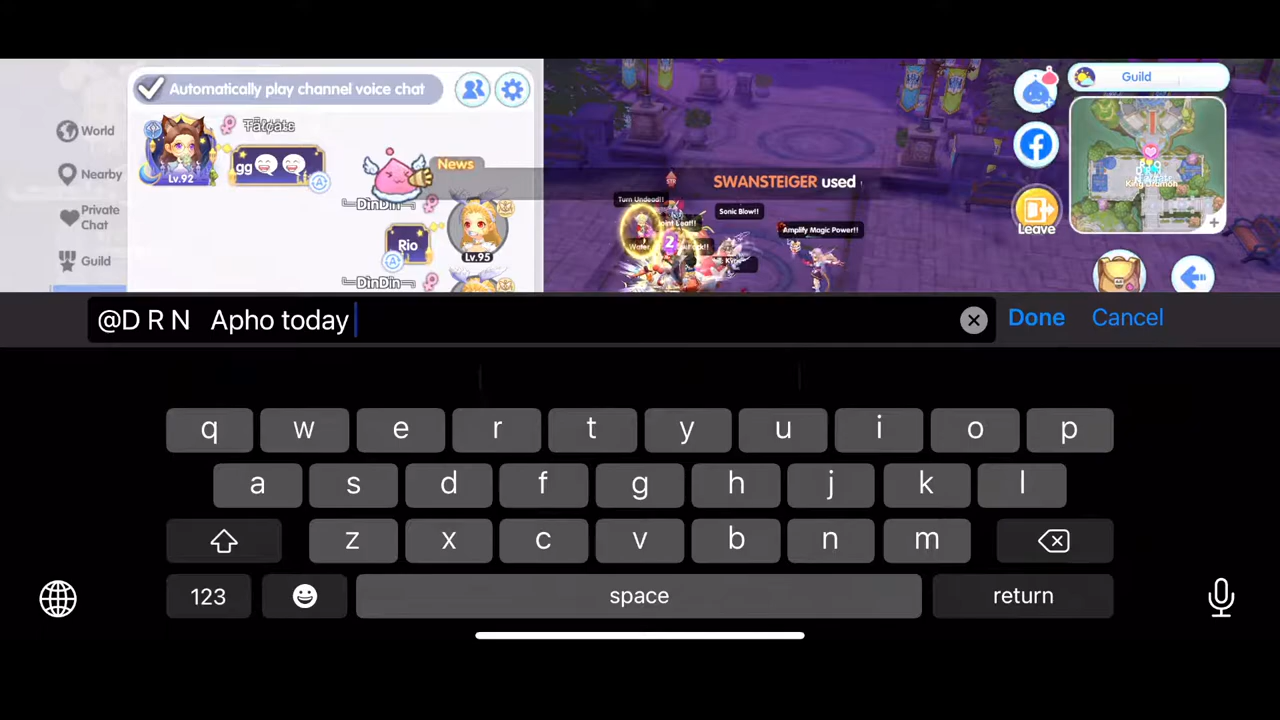 Automatically play channel voice chat
World
Nearby
Private
Chat
Guild
Lv.92
gg
News
DinDin
Rio
Lv.95
DinDin
SWANSTEIGER used
Turn Undead!!
Sonic Blow!!
Amplify Magic Power!!
2
Guild
Leave
@D R N Apho today
Done
Cancel
q w e r t y u i o p
a s d f g h j k l
z x c v b n m
123
space
return